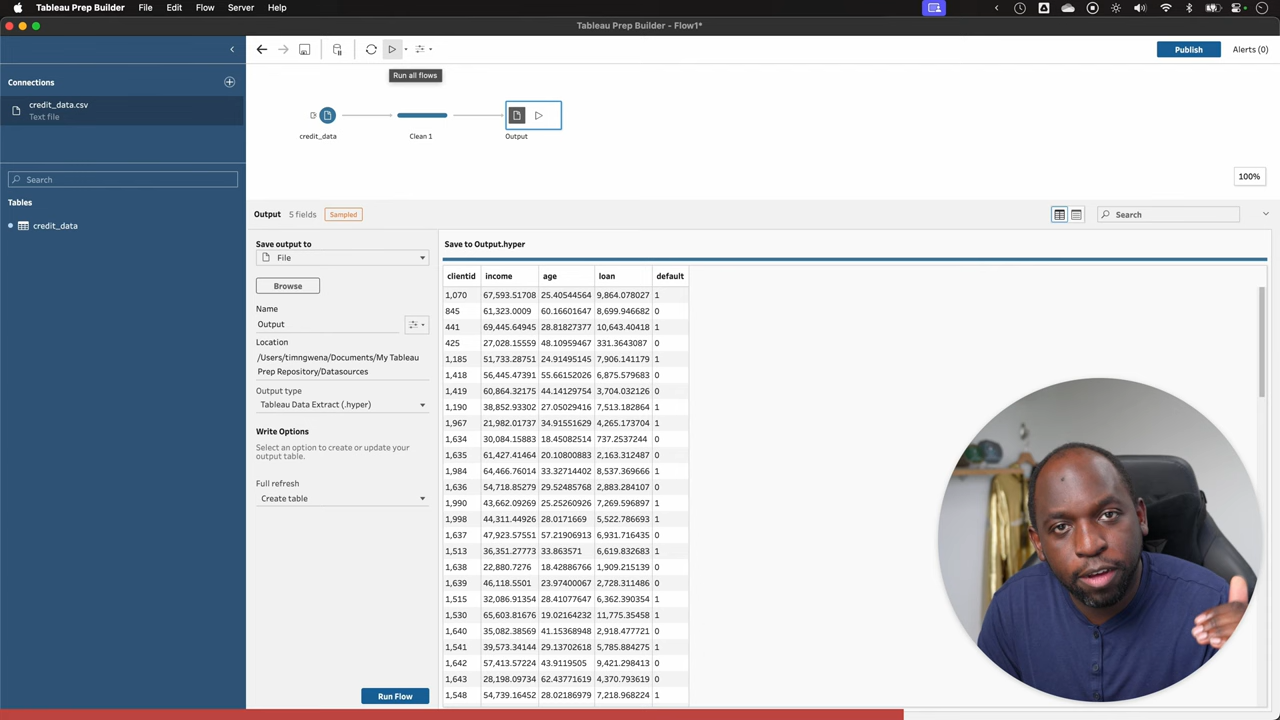 Tableau Prep Builder File Edit Flow Server Help
Tableau Prep Builder - Flow1*
Publish Alerts (0)
Run all flows
Connections
credit_data.csv
Text file
Search
Tables
credit_data
credit_data Clean 1 Output
100%
Output 5 fields Sampled Search
Save output to
File
Browse
Name
Output
Location
/Users/timngwena/Documents/My Tableau
Prep Repository/Datasources
Output type
Tableau Data Extract (.hyper)
Write Options
Select an option to create or update your
output table.
Full refresh
Create table
Run Flow
Save to Output.hyper
clientid income age loan default
1,070 67,593.51708 25.40544564 9,864.078027 1
845 61,323.0009 60.16601647 8,699.946682 0
441 69,445.64945 28.81827377 10,643.40418 1
425 27,028.15559 48.10959467 331.3643087 0
1,185 51,733.28751 24.91495145 7,906.141179 1
1,418 56,445.47391 55.66152026 6,875.579683 0
1,419 60,864.32175 44.14129754 3,704.032126 0
1,190 38,852.93302 27.05029416 7,513.182864 1
1,967 21,982.01737 34.91551629 4,265.173704 1
1,634 30,084.15883 18.45082514 737.2537244 0
1,635 61,427.41464 20.10800883 2,163.312487 0
1,984 64,466.76014 33.32714402 8,537.369666 1
1,636 54,718.85279 29.52485768 2,883.284107 0
1,990 43,662.09269 25.25260926 7,269.596897 1
1,998 44,311.44926 28.0171669 5,522.786693 1
1,637 47,923.57551 57.21906913 6,931.716435 0
1,513 36,351.27773 33.863571 6,619.832683 1
1,638 22,880.7276 18.42886766 1,909.215139 0
1,639 46,118.5501 23.97400067 2,728.311486 0
1,515 32,086.91354 28.41077647 6,362.390354 1
1,530 65,603.81676 19.02164232 11,775.35458 1
1,640 35,082.38569 41.15368948 2,918.477721 0
1,541 39,573.34144 29.13702618 5,785.884275 1
1,642 57,413.57224 43.9119505 9,421.298413 0
1,643 28,198.09734 62.43771619 4,370.793619 0
1,548 54,739.16452 28.02186979 7,218.968224 1